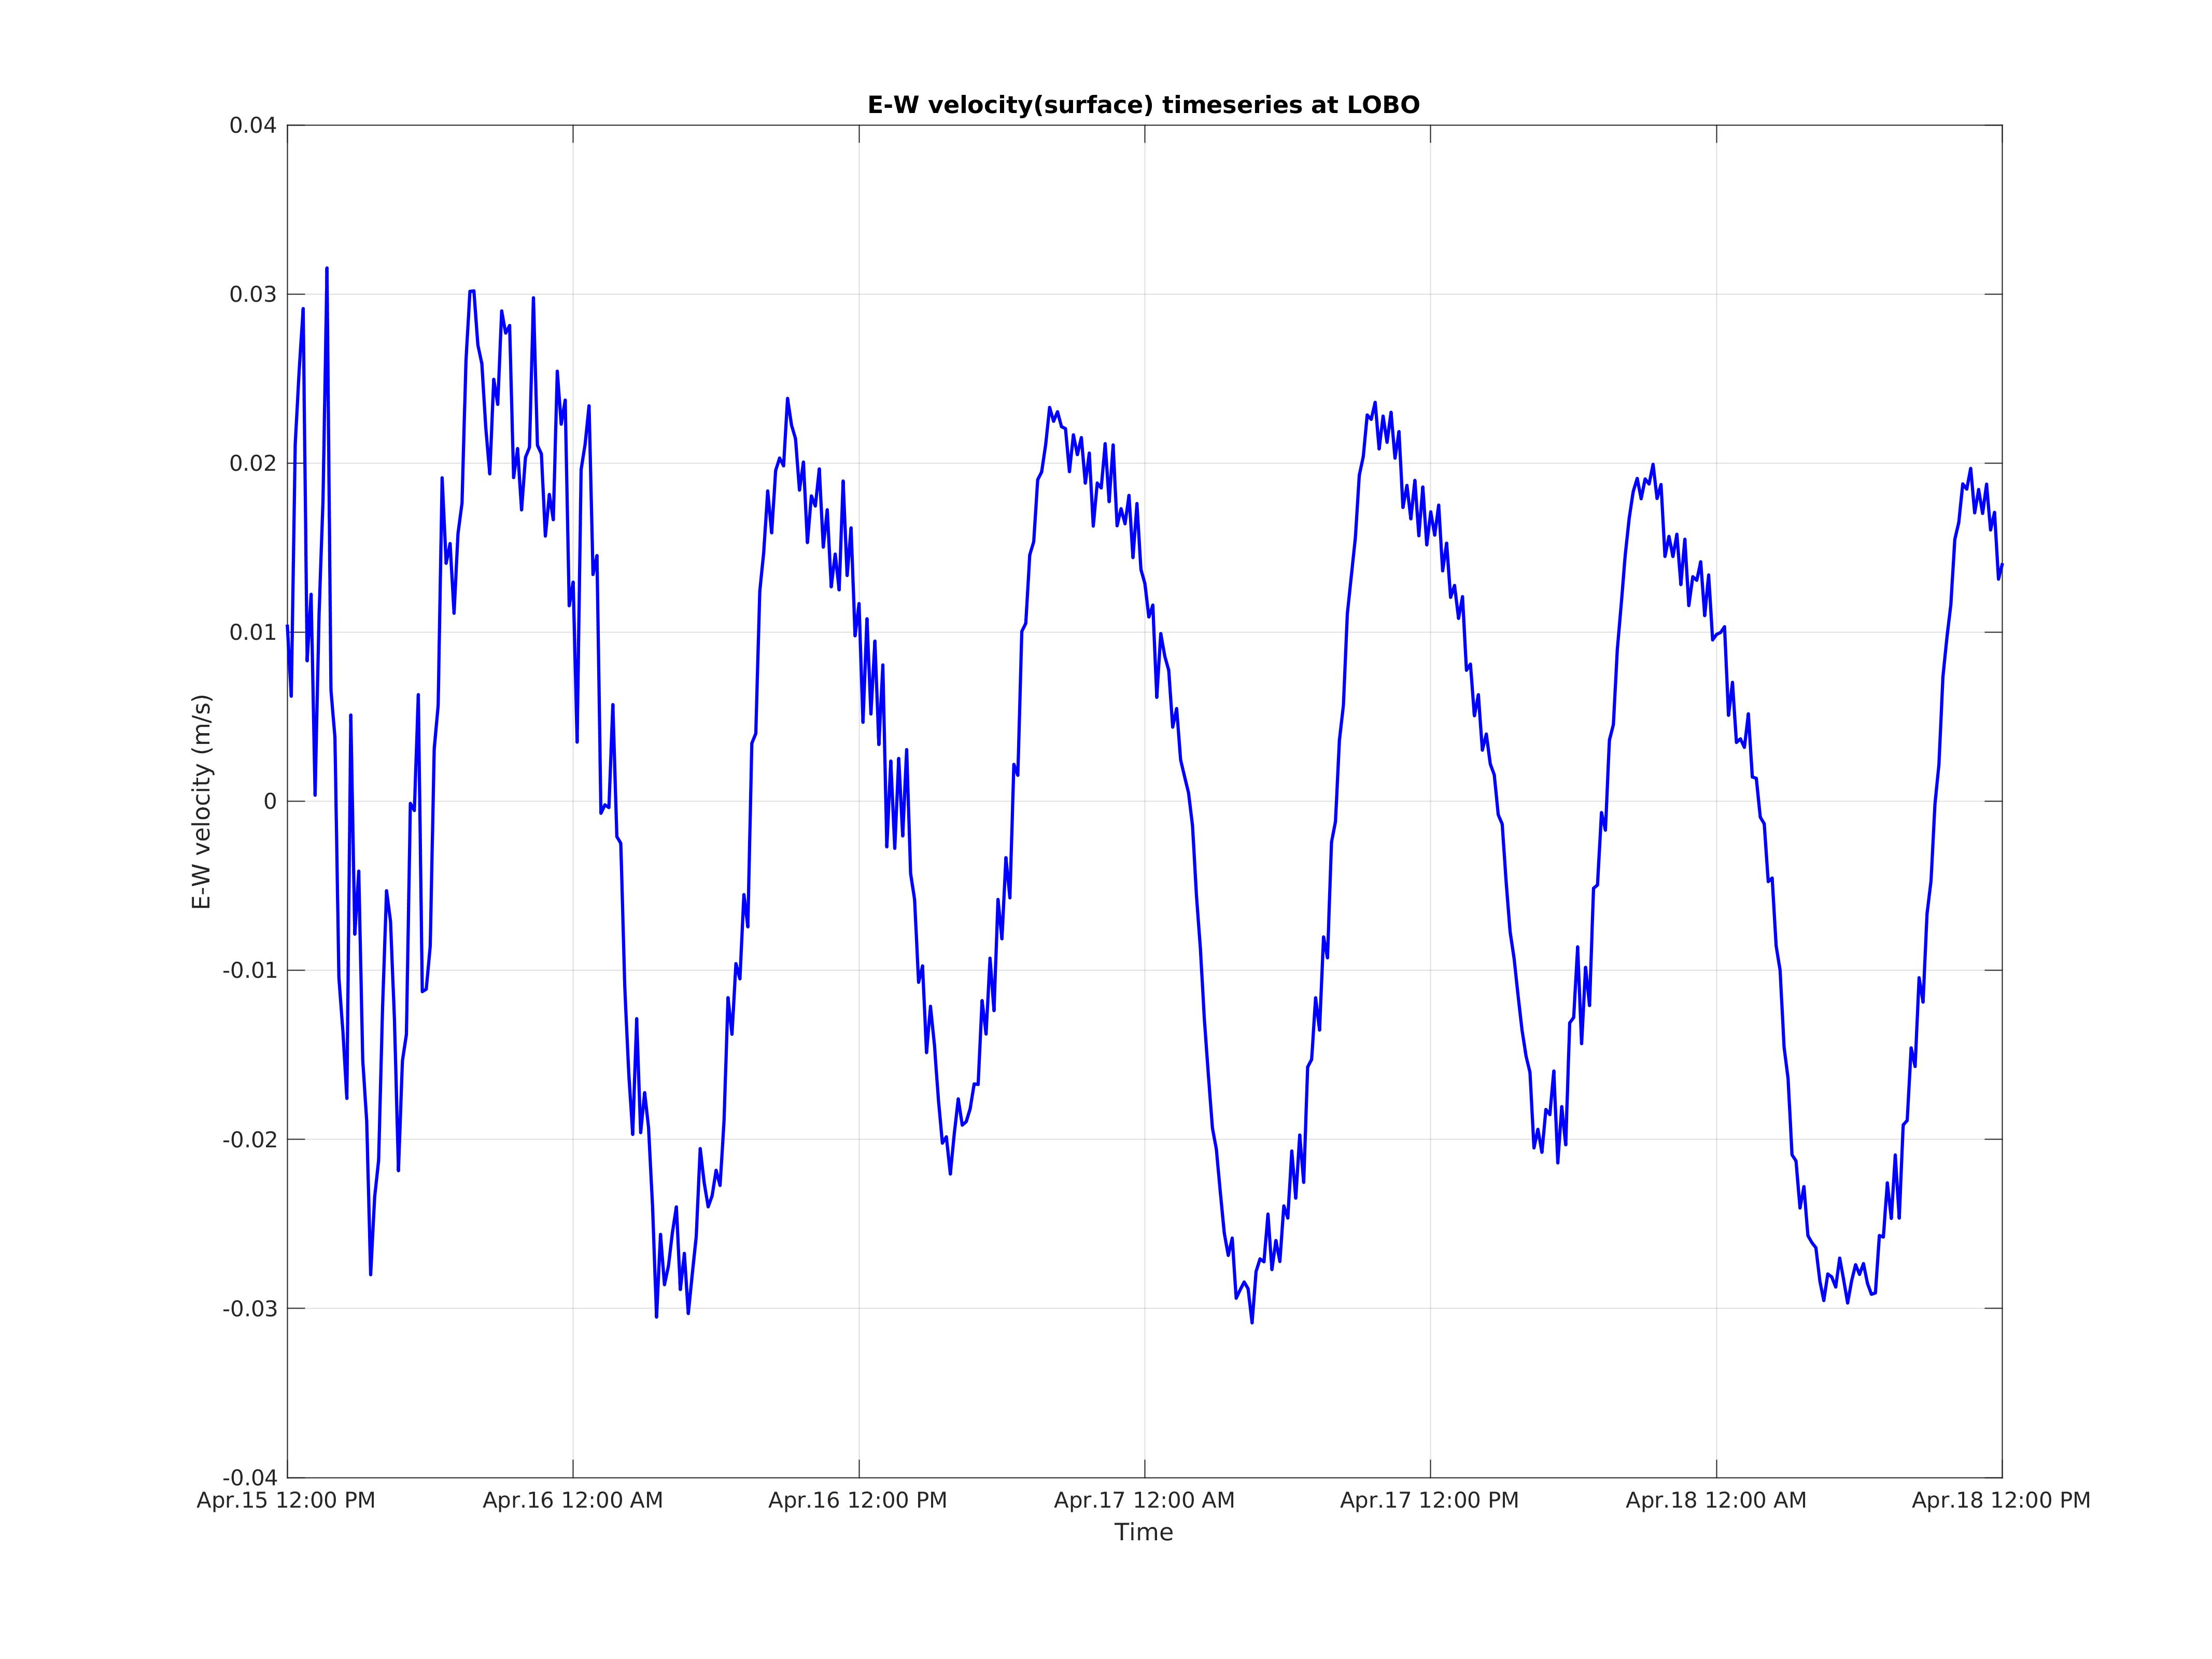 E-W velocity(surface) timeseries at LOBO
0.04
0.03
0.02
0.01
0
-0.01
-0.02
-0.03
-0.04
E-W velocity (m/s)
Apr.15 12:00 PM
Apr.16 12:00 AM
Apr.16 12:00 PM
Apr.17 12:00 AM
Apr.17 12:00 PM
Apr.18 12:00 AM
Apr.18 12:00 PM
Time